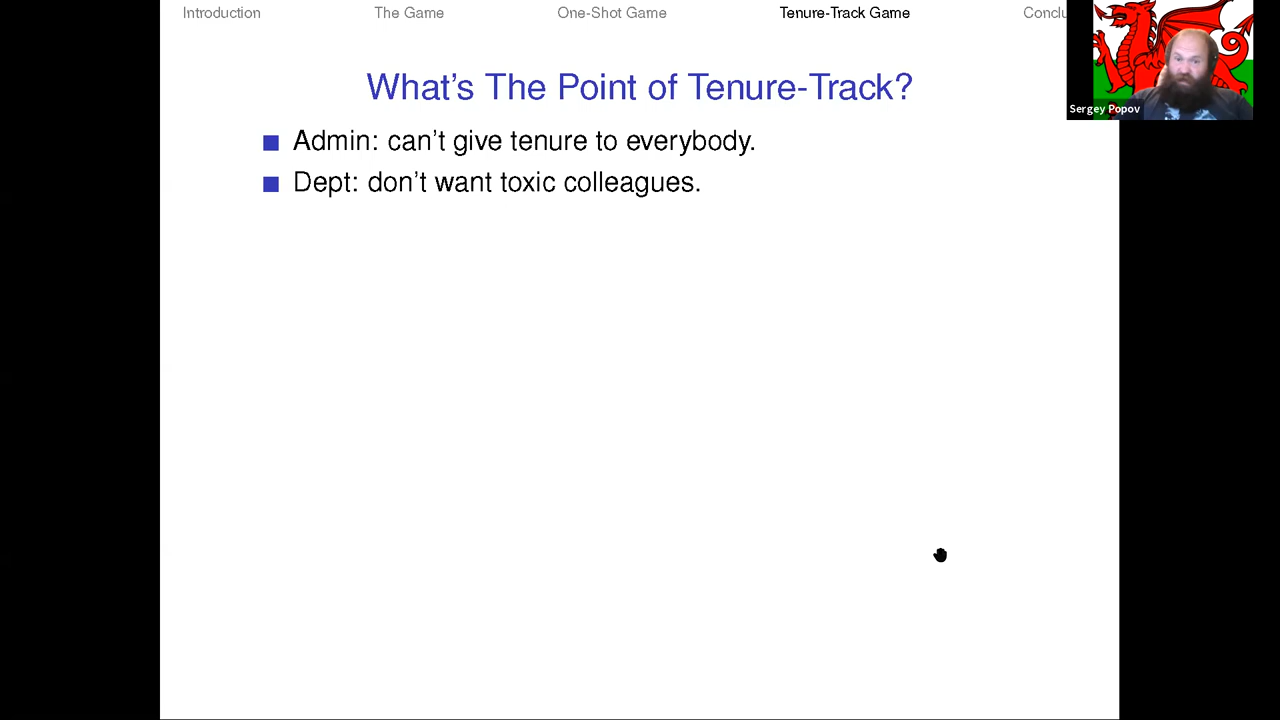 Introduction The Game One-Shot Game Tenure-Track Game Conclu
Sergey Popov
What's The Point of Tenure-Track?
Admin: can't give tenure to everybody.
Dept: don't want toxic colleagues.